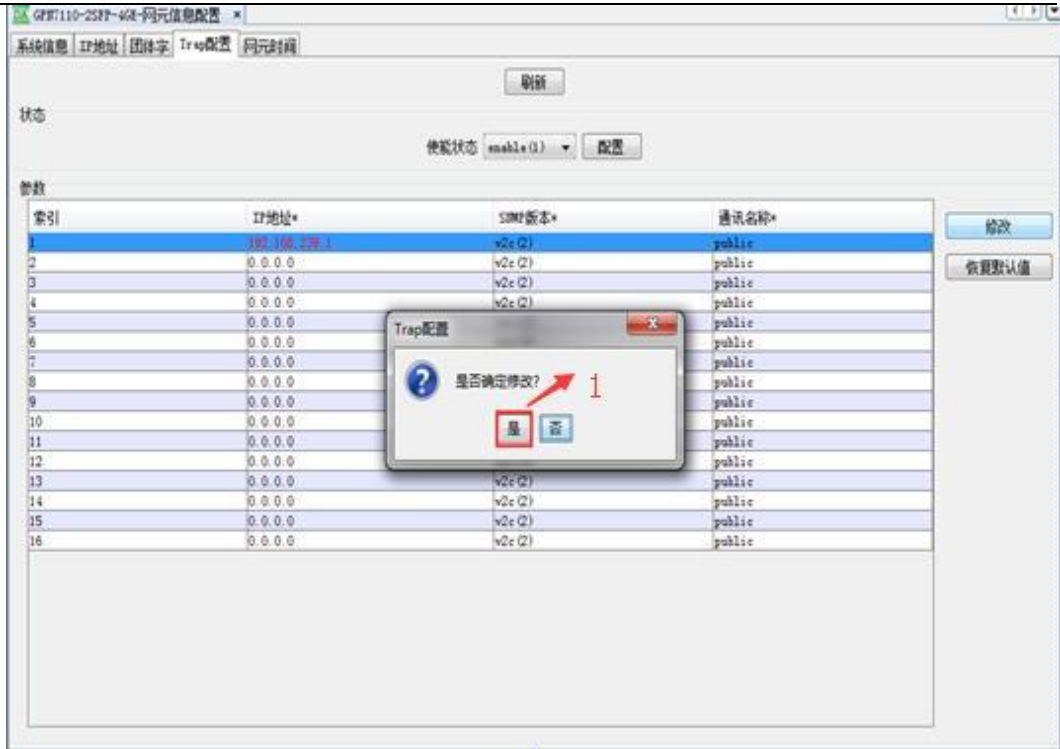 GPN7110-2SFP-4GE-网元信息配置 ×
系统信息 IP地址 团体字 Trap配置 网元时间
刷新
状态
使能状态 enable(1) 配置
参数
索引 IP地址* SNMP版本* 通讯名称*
修改
1 192.168.239.1 v2c(2) public
2 0.0.0.0 v2c(2) public
恢复默认值
3 0.0.0.0 v2c(2) public
4 0.0.0.0 v2c(2) public
5 0.0.0.0 public
Trap配置
6 0.0.0.0 public
7 0.0.0.0 public
8 0.0.0.0 public
是否确定修改? 1
9 0.0.0.0 public
10 0.0.0.0 public
是 否
11 0.0.0.0 public
12 0.0.0.0 public
13 0.0.0.0 v2c(2) public
14 0.0.0.0 v2c(2) public
15 0.0.0.0 v2c(2) public
16 0.0.0.0 v2c(2) public